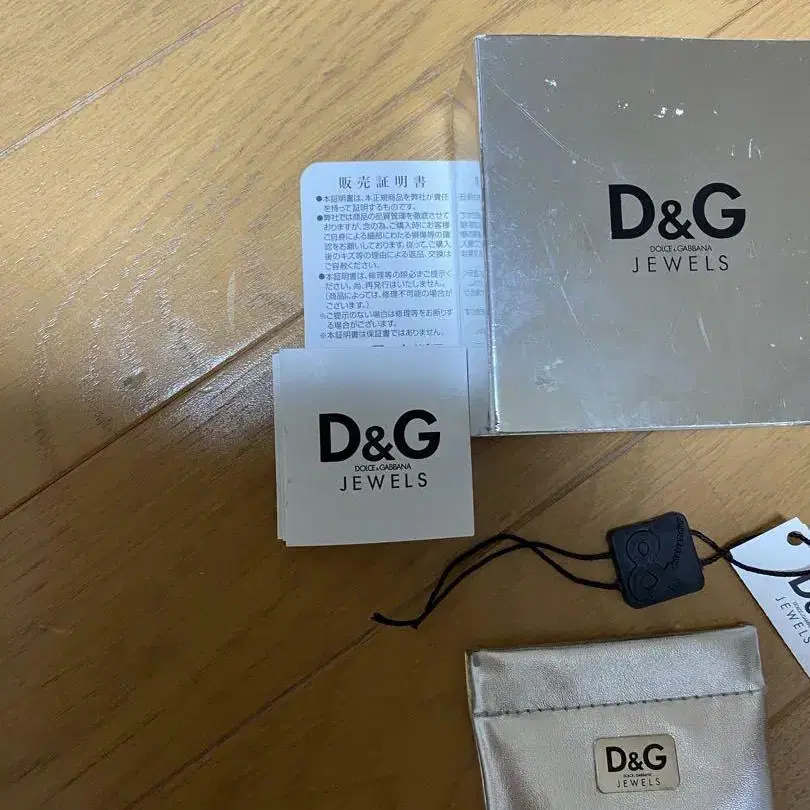 販売証明書
●本証明書は、本正規商品を弊社が責任
を持って証明するものです。
●弊社では商品の品質管理を徹底させて
おりますが、念の為、ご購入時にお客様
ご自身による細部にわたる損傷等の確
認をお願いしております。従って、ご購入
後のキズ等の理由による返品、交換は
ご容赦ください。
●本証明書は、修理等の際必ずご提示く
ださい。尚、再発行はいたしません。
(商品によっては、修理不可能の場合が
ございます。)
※ご提示のない場合は修理等をお断りす
る場合がございます。
※本証明書は保証書ではありません。
D&G
DOLCE & GABBANA
JEWELS
D&G
DOLCE & GABBANA
JEWELS
JEWELS
D&G
DOLCE & GABBANA
JEWELS